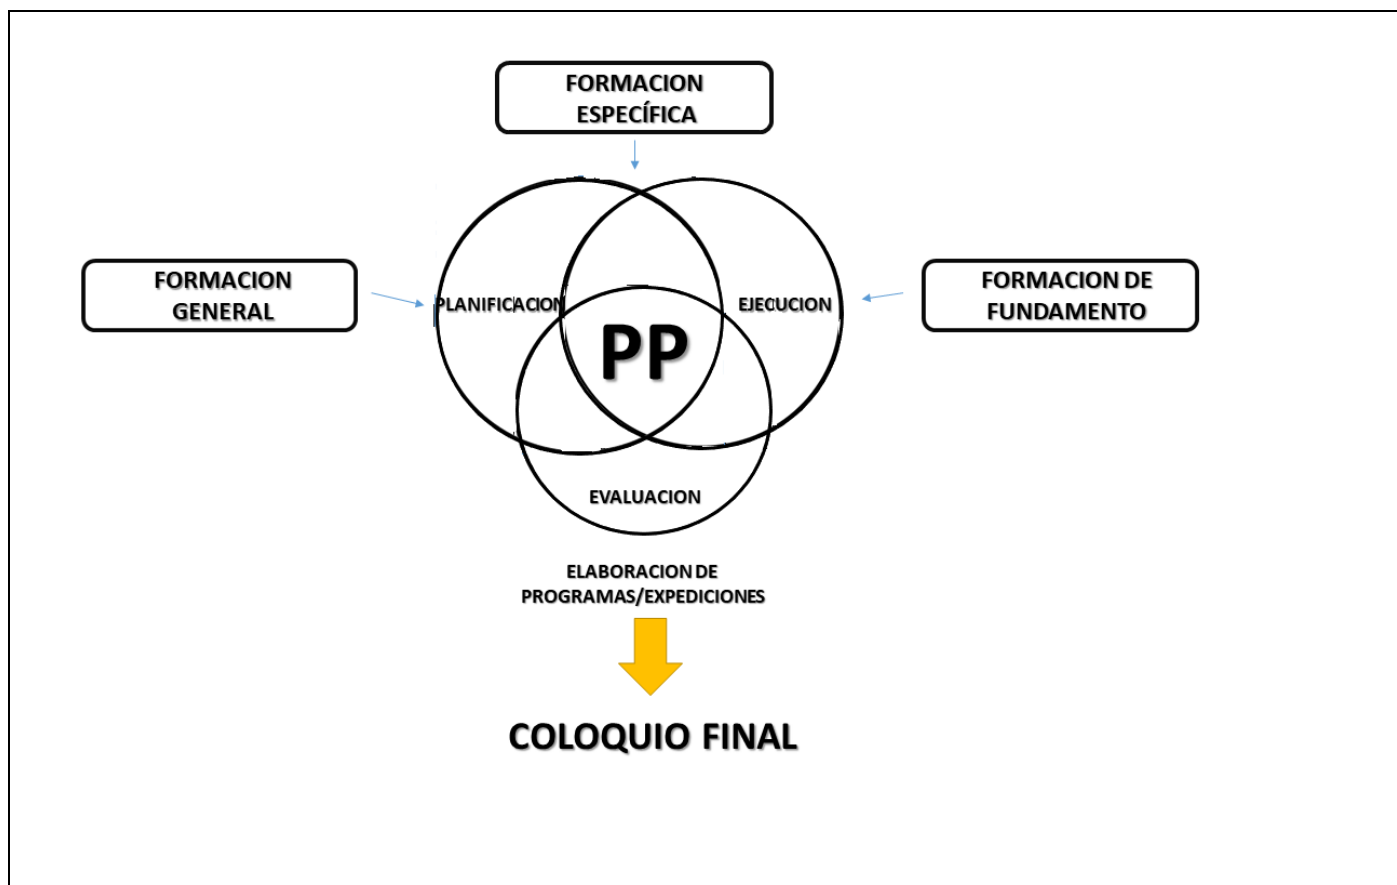 FORMACION
ESPECÍFICA
FORMACION
GENERAL
FORMACION DE
FUNDAMENTO
PLANIFICACION
EJECUCION
PP
EVALUACION
ELABORACION DE
PROGRAMAS/EXPEDICIONES
COLOQUIO FINAL